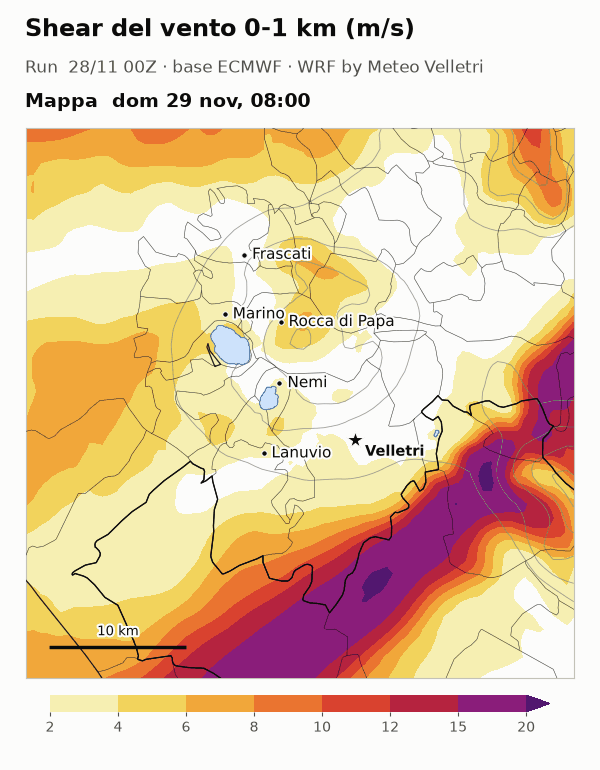 Shear del vento 0-1 km (m/s)
Run 28/11 00Z · base ECMWF · WRF by Meteo Velletri
Mappa dom 29 nov, 08:00
Frascati
Marino
Rocca di Papa
Nemi
Velletri
Lanuvio
10 km
2 4 6 8 10 12 15 20